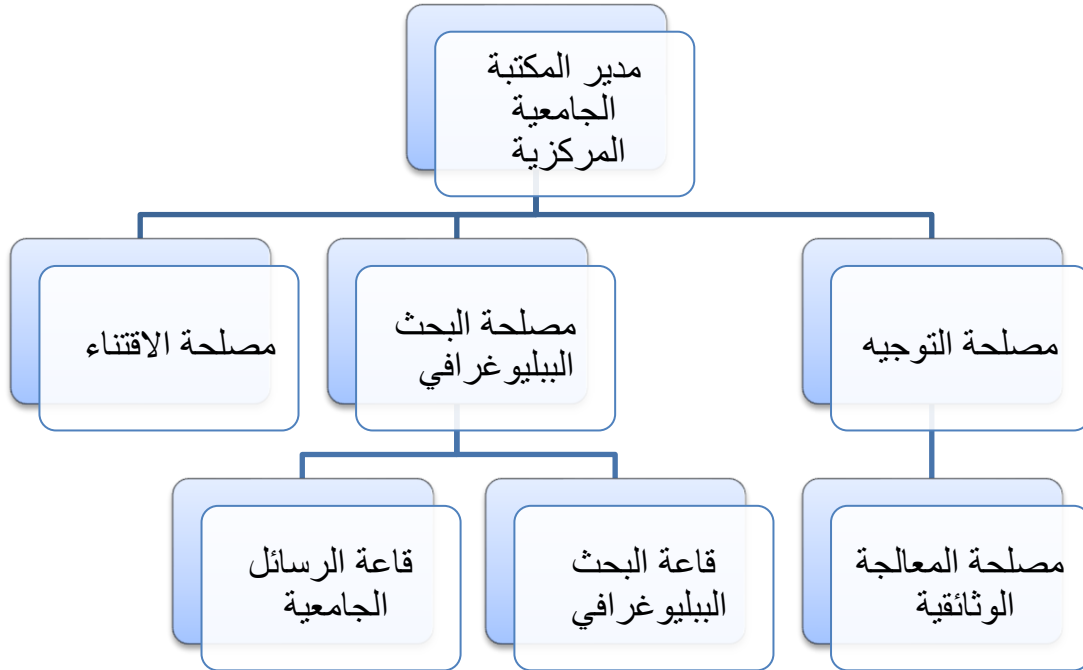 مدير المكتبة
الجامعية
المركزية
مصلحة التوجيه
مصلحة البحث
الببليوغرافي
مصلحة الاقتناء
مصلحة المعالجة
الوثائقية
قاعة البحث
الببليوغرافي
قاعة الرسائل
الجامعية